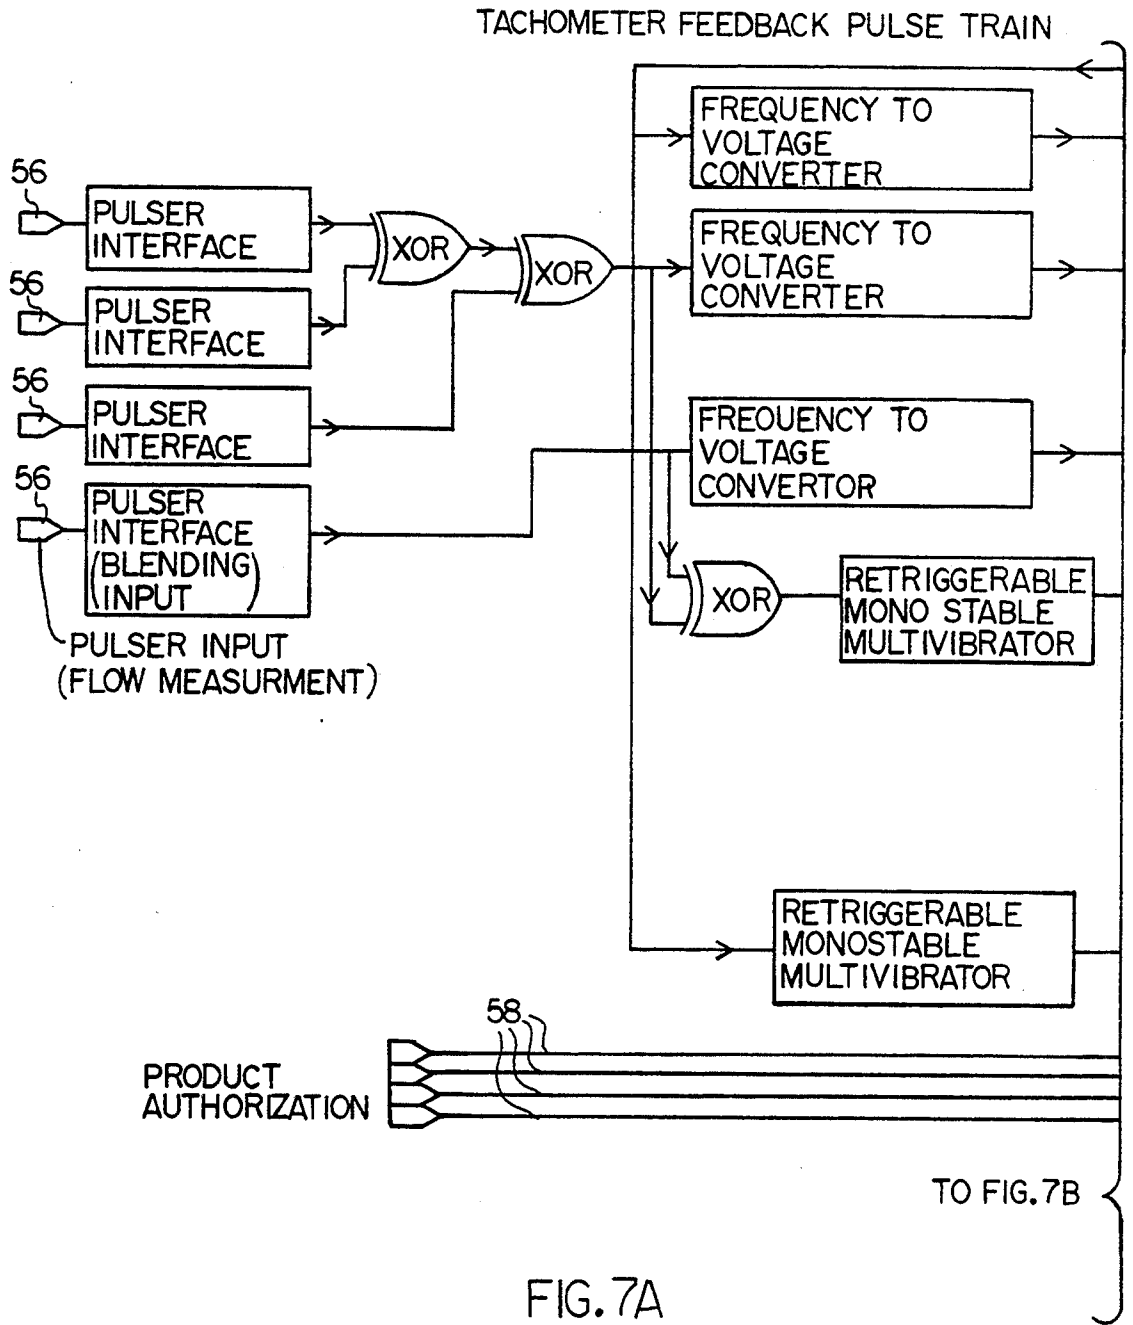 TACHOMETER FEEDBACK PULSE TRAIN
FREQUENCY TO
VOLTAGE
CONVERTER
56
PULSER
INTERFACE
XOR
XOR
FREQUENCY TO
VOLTAGE
CONVERTER
56
PULSER
INTERFACE
56
PULSER
INTERFACE
FREOUENCY TO
VOLTAGE
CONVERTOR
56
PULSER
INTERFACE
(BLENDING)
(INPUT)
XOR
RETRIGGERABLE
MONO STABLE
MULTIVIBRATOR
PULSER INPUT
(FLOW MEASURMENT)
RETRIGGERABLE
MONOSTABLE
MULTIVIBRATOR
58
PRODUCT
AUTHORIZATION
TO FIG.7B
FIG.7A